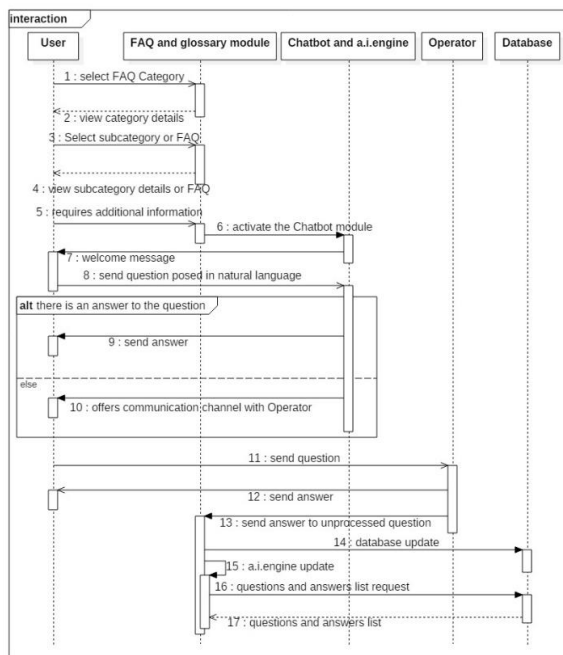 interaction
User
FAQ and glossary module
Chatbot and a.i.engine
Operator
Database
1 : select FAQ Category
2 : view category details
3 : Select subcategory or FAQ
4 : view subcategory details or FAQ
5 : requires additional information
6 : activate the Chatbot module
7 : welcome message
8 : send question posed in natural language
alt there is an answer to the question
9 : send answer
else
10 : offers communication channel with Operator
11 : send question
12 : send answer
13 : send answer to unprocessed question
14 : database update
15 : a.i.engine update
16 : questions and answers list request
17 : questions and answers list